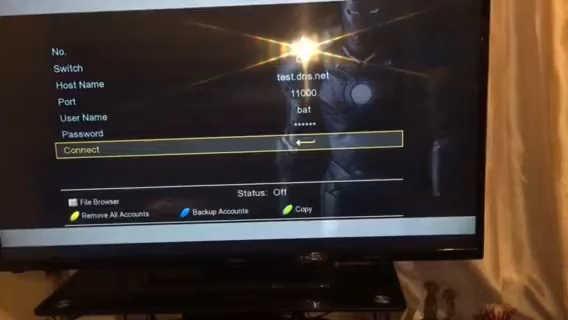 No.
Switch
Host Name test.dns.net
Port 11000
User Name bat
Password ******
Connect
Status: Off
File Browser
Remove All Accounts Backup Accounts Copy